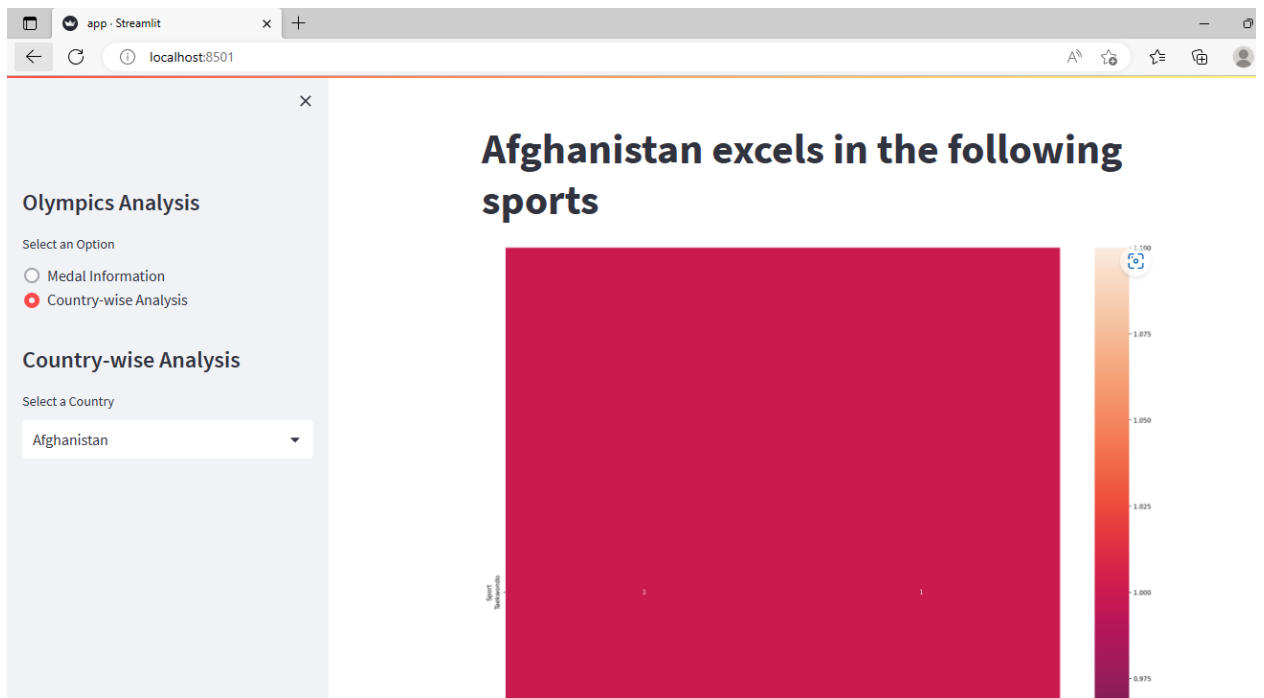 app · Streamlit
localhost:8501
Olympics Analysis
Select an Option
Medal Information
Country-wise Analysis
Country-wise Analysis
Select a Country
Afghanistan
Afghanistan excels in the following
sports
1.100
1.075
1.050
1.025
1.000
0.975
Sport
Taekwondo
1 1